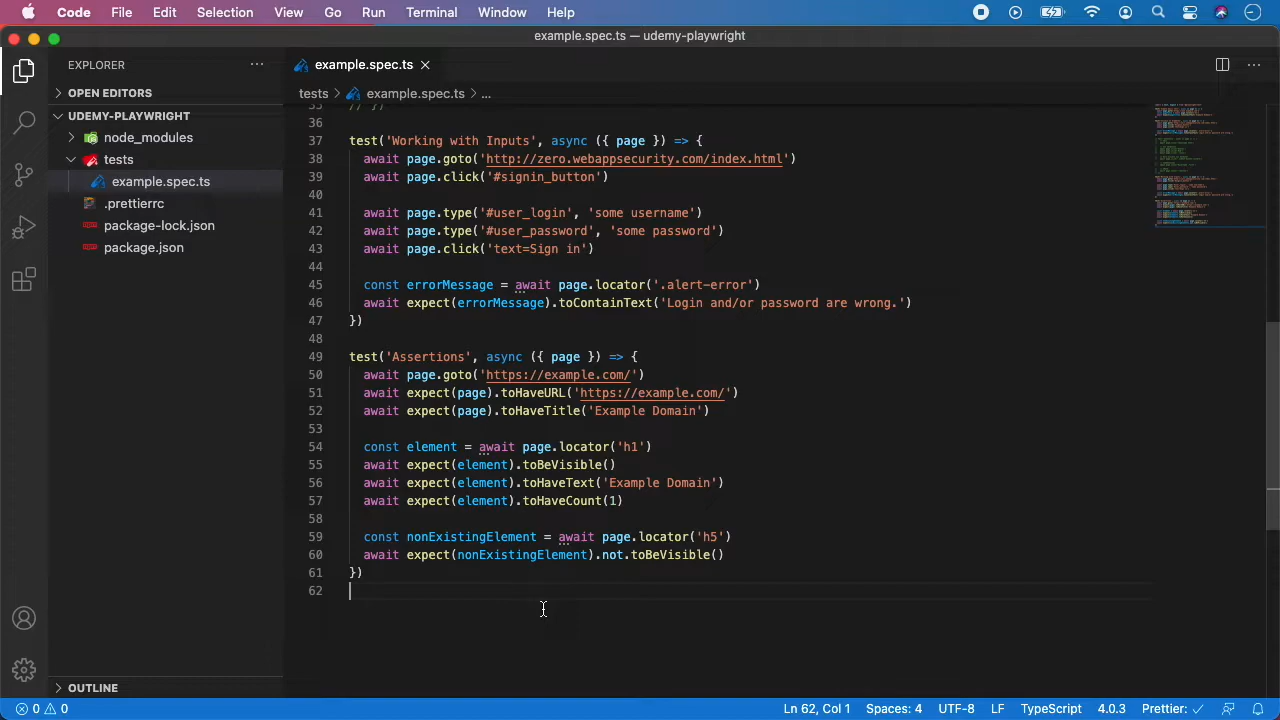 Code File Edit Selection View Go Run Terminal Window Help
example.spec.ts — udemy-playwright
EXPLORER
example.spec.ts
OPEN EDITORS
tests > example.spec.ts > ...
UDEMY-PLAYWRIGHT
node_modules
tests
example.spec.ts
.prettierrc
package-lock.json
package.json
OUTLINE
35 // })
36
37 test('Working with Inputs', async ({ page }) => {
38 await page.goto('http://zero.webappsecurity.com/index.html')
39 await page.click('#signin_button')
40
41 await page.type('#user_login', 'some username')
42 await page.type('#user_password', 'some password')
43 await page.click('text=Sign in')
44
45 const errorMessage = await page.locator('.alert-error')
46 await expect(errorMessage).toContainText('Login and/or password are wrong.')
47 })
48
49 test('Assertions', async ({ page }) => {
50 await page.goto('https://example.com/')
51 await expect(page).toHaveURL('https://example.com/')
52 await expect(page).toHaveTitle('Example Domain')
53
54 const element = await page.locator('h1')
55 await expect(element).toBeVisible()
56 await expect(element).toHaveText('Example Domain')
57 await expect(element).toHaveCount(1)
58
59 const nonExistingElement = await page.locator('h5')
60 await expect(nonExistingElement).not.toBeVisible()
61 })
62
0 0 Ln 62, Col 1 Spaces: 4 UTF-8 LF TypeScript 4.0.3 Prettier: ✓